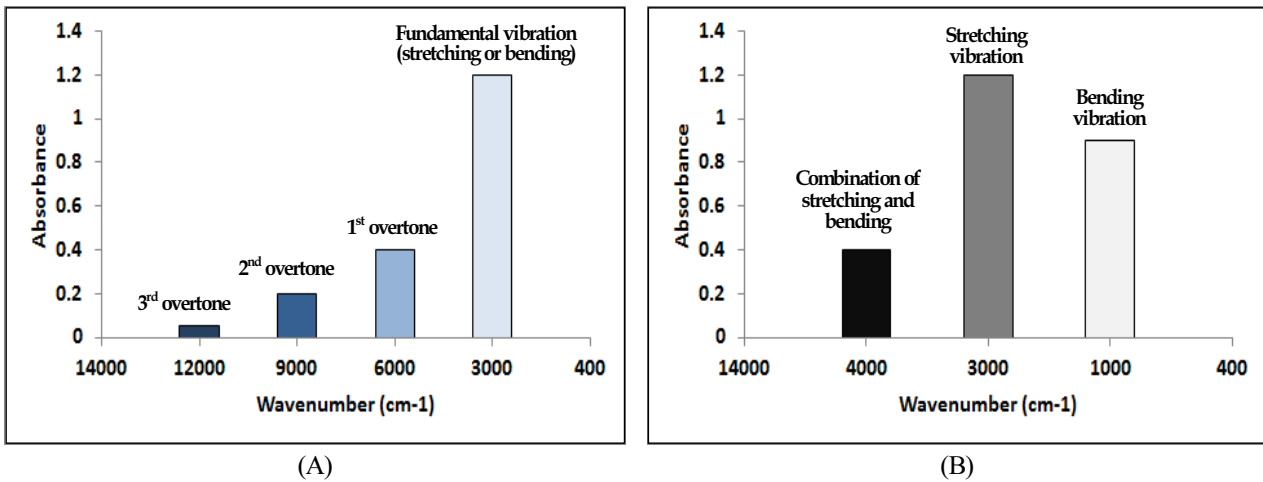 1.4
1.2
1
0.8
0.6
0.4
0.2
0
Absorbance
Fundamental vibration
(stretching or bending)
1st overtone
2nd overtone
3rd overtone
14000 12000 9000 6000 3000 400
Wavenumber (cm-1)
(A)
1.4
1.2
1
0.8
0.6
0.4
0.2
0
Absorbance
Stretching
vibration
Bending
vibration
Combination of
stretching and
bending
14000 4000 3000 1000 400
Wavenumber (cm-1)
(B)